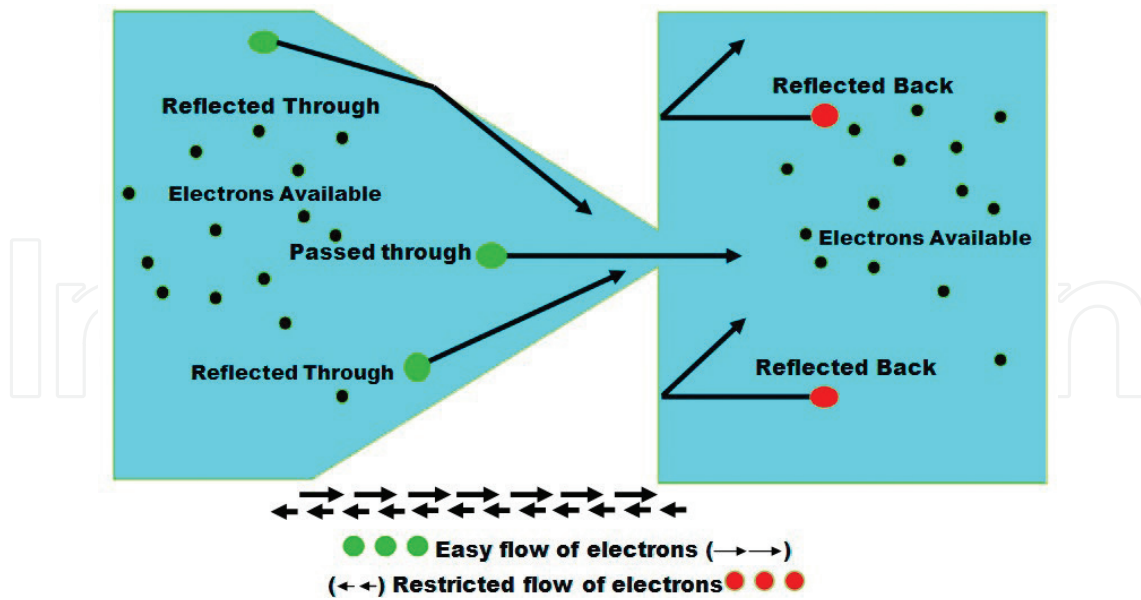 Reflected Through
Electrons Available
Passed through
Reflected Through
Reflected Back
Electrons Available
Reflected Back
Easy flow of electrons (→→)
(←←) Restricted flow of electrons